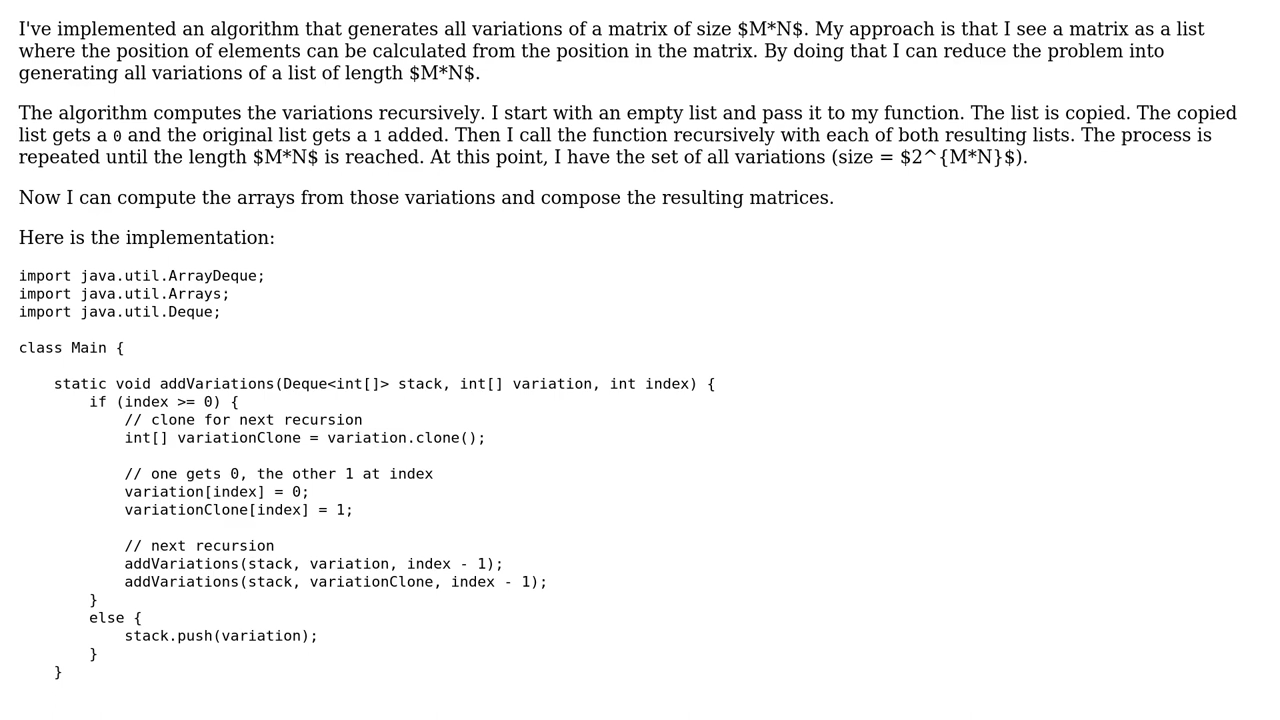 I've implemented an algorithm that generates all variations of a matrix of size $M*N$. My approach is that I see a matrix as a list
where the position of elements can be calculated from the position in the matrix. By doing that I can reduce the problem into
generating all variations of a list of length $M*N$.
The algorithm computes the variations recursively. I start with an empty list and pass it to my function. The list is copied. The copied
list gets a 0 and the original list gets a 1 added. Then I call the function recursively with each of both resulting lists. The process is
repeated until the length $M*N$ is reached. At this point, I have the set of all variations (size = $2^{M*N}$).
Now I can compute the arrays from those variations and compose the resulting matrices.
Here is the implementation:
import java.util.ArrayDeque;
import java.util.Arrays;
import java.util.Deque;
class Main {
    static void addVariations(Deque<int[]> stack, int[] variation, int index) {
        if (index >= 0) {
            // clone for next recursion
            int[] variationClone = variation.clone();
            // one gets 0, the other 1 at index
            variation[index] = 0;
            variationClone[index] = 1;
            // next recursion
            addVariations(stack, variation, index - 1);
            addVariations(stack, variationClone, index - 1);
        }
        else {
            stack.push(variation);
        }
    }